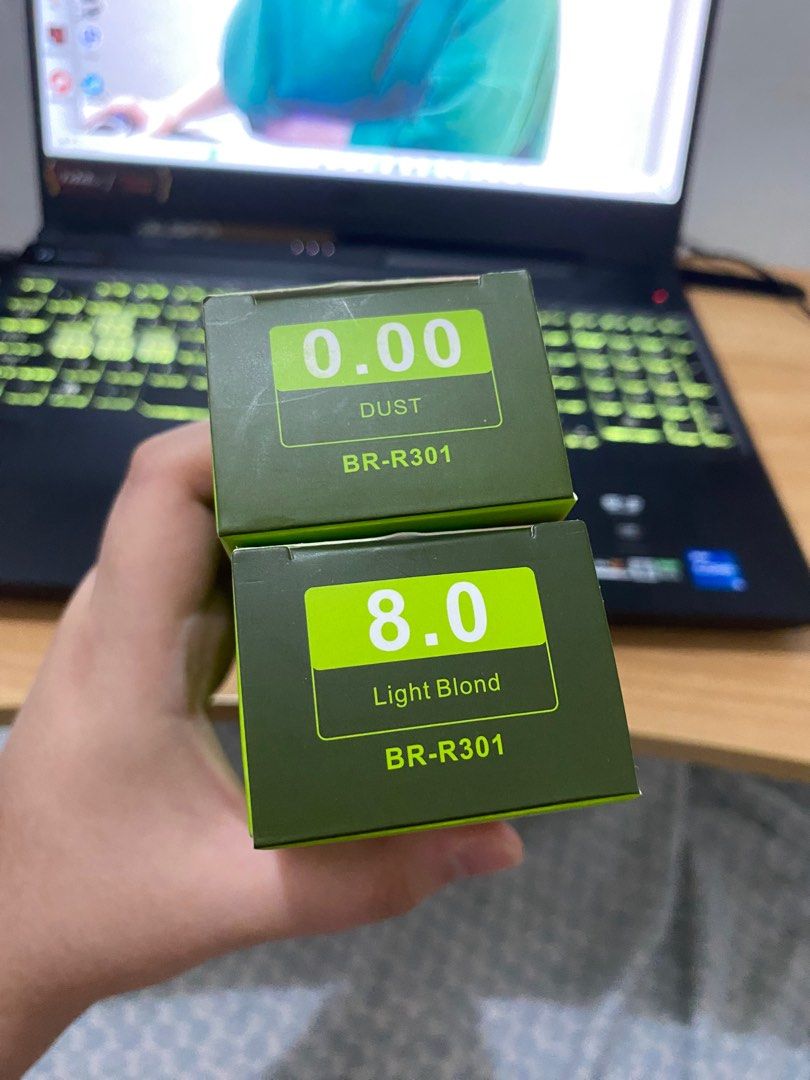 0.00
DUST
BR-R301
8.0
Light Blond
BR-R301